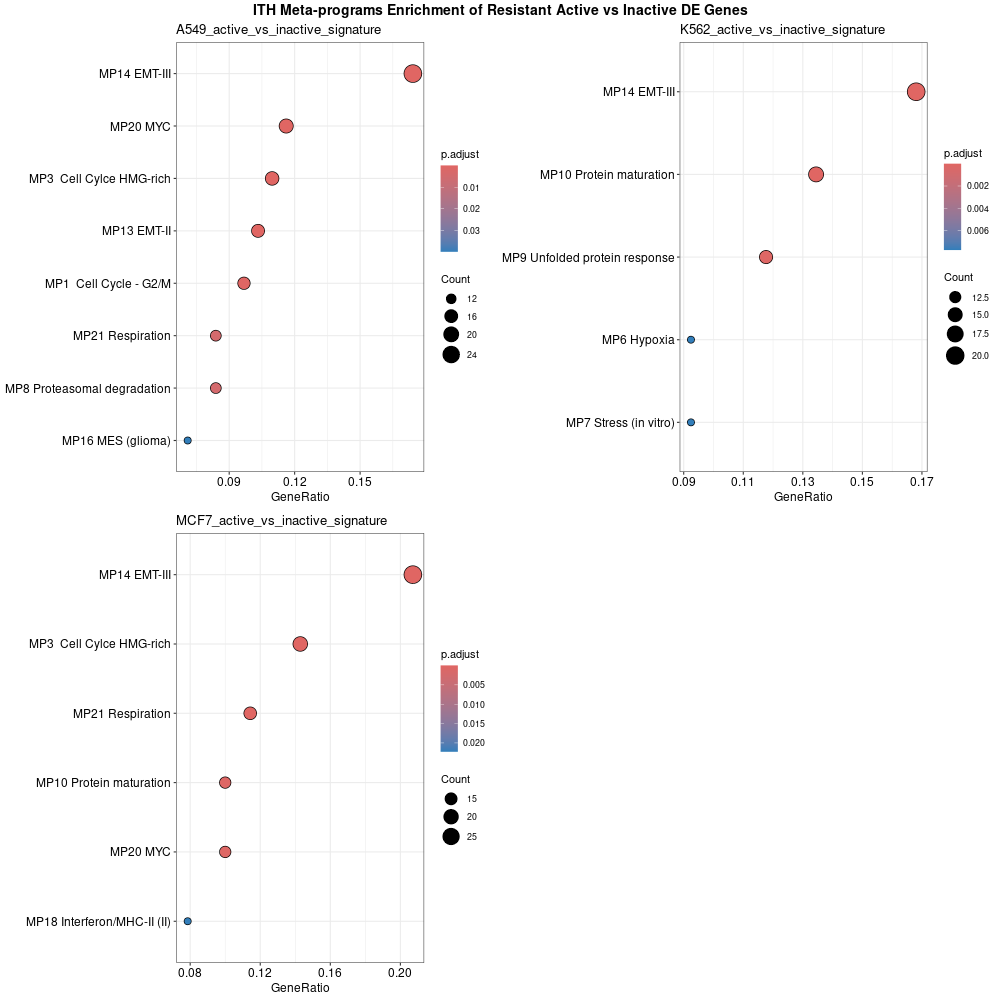 ITH Meta-programs Enrichment of Resistant Active vs Inactive DE Genes
A549_active_vs_inactive_signature
MP14 EMT-III
MP20 MYC
MP3  Cell Cylce HMG-rich
MP13 EMT-II
MP1  Cell Cycle - G2/M
MP21 Respiration
MP8 Proteasomal degradation
MP16 MES (glioma)
0.09 0.12 0.15
GeneRatio
p.adjust
0.01
0.02
0.03
Count
12
16
20
24
K562_active_vs_inactive_signature
MP14 EMT-III
MP10 Protein maturation
MP9 Unfolded protein response
MP6 Hypoxia
MP7 Stress (in vitro)
0.09 0.11 0.13 0.15 0.17
GeneRatio
p.adjust
0.002
0.004
0.006
Count
12.5
15.0
17.5
20.0
MCF7_active_vs_inactive_signature
MP14 EMT-III
MP3  Cell Cylce HMG-rich
MP21 Respiration
MP10 Protein maturation
MP20 MYC
MP18 Interferon/MHC-II (II)
0.08 0.12 0.16 0.20
GeneRatio
p.adjust
0.005
0.010
0.015
0.020
Count
15
20
25